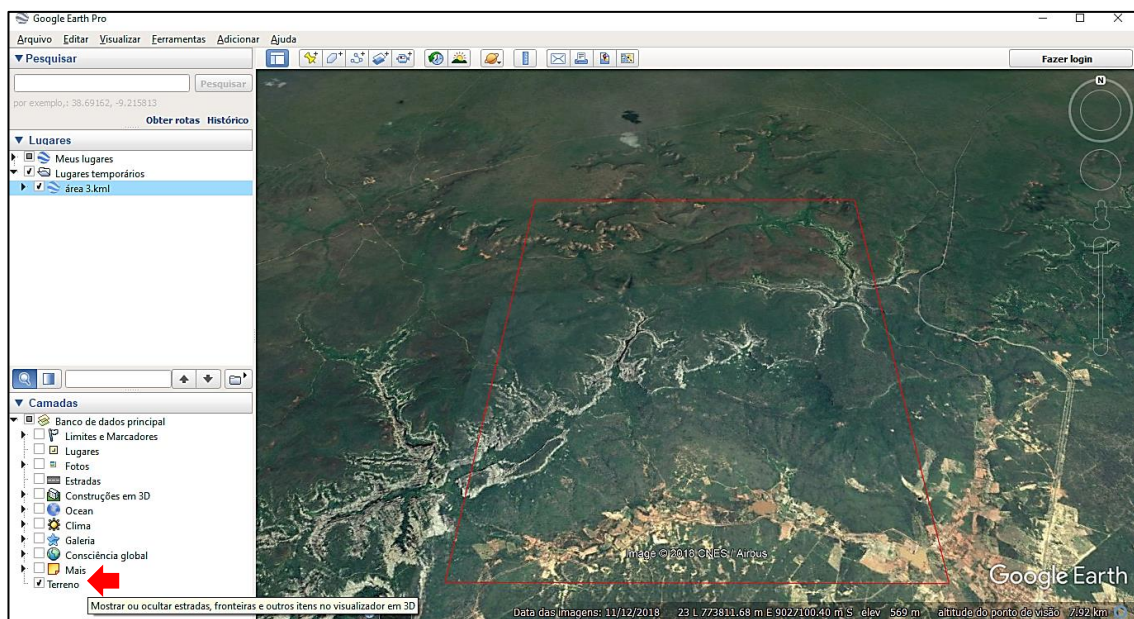 Google Earth Pro
Arquivo Editar Visualizar Ferramentas Adicionar Ajuda
Pesquisar
Fazer login
Pesquisar
por exemplo,: 38.69162, -9.215813
Obter rotas Histórico
N
Lugares
Meus lugares
Lugares temporários
área 3.kml
Camadas
Banco de dados principal
Limites e Marcadores
Lugares
Fotos
Estradas
Construções em 3D
Ocean
Clima
Galeria
Consciência global
Mais
Terreno
Mostrar ou ocultar estradas, fronteiras e outros itens no visualizador em 3D
Image © 2018 CNES / Airbus
Google Earth
Data das imagens: 11/12/2018 23 L 773811.68 m E 9027100.40 m S elev 569 m altitude do ponto de visão 7.92 km